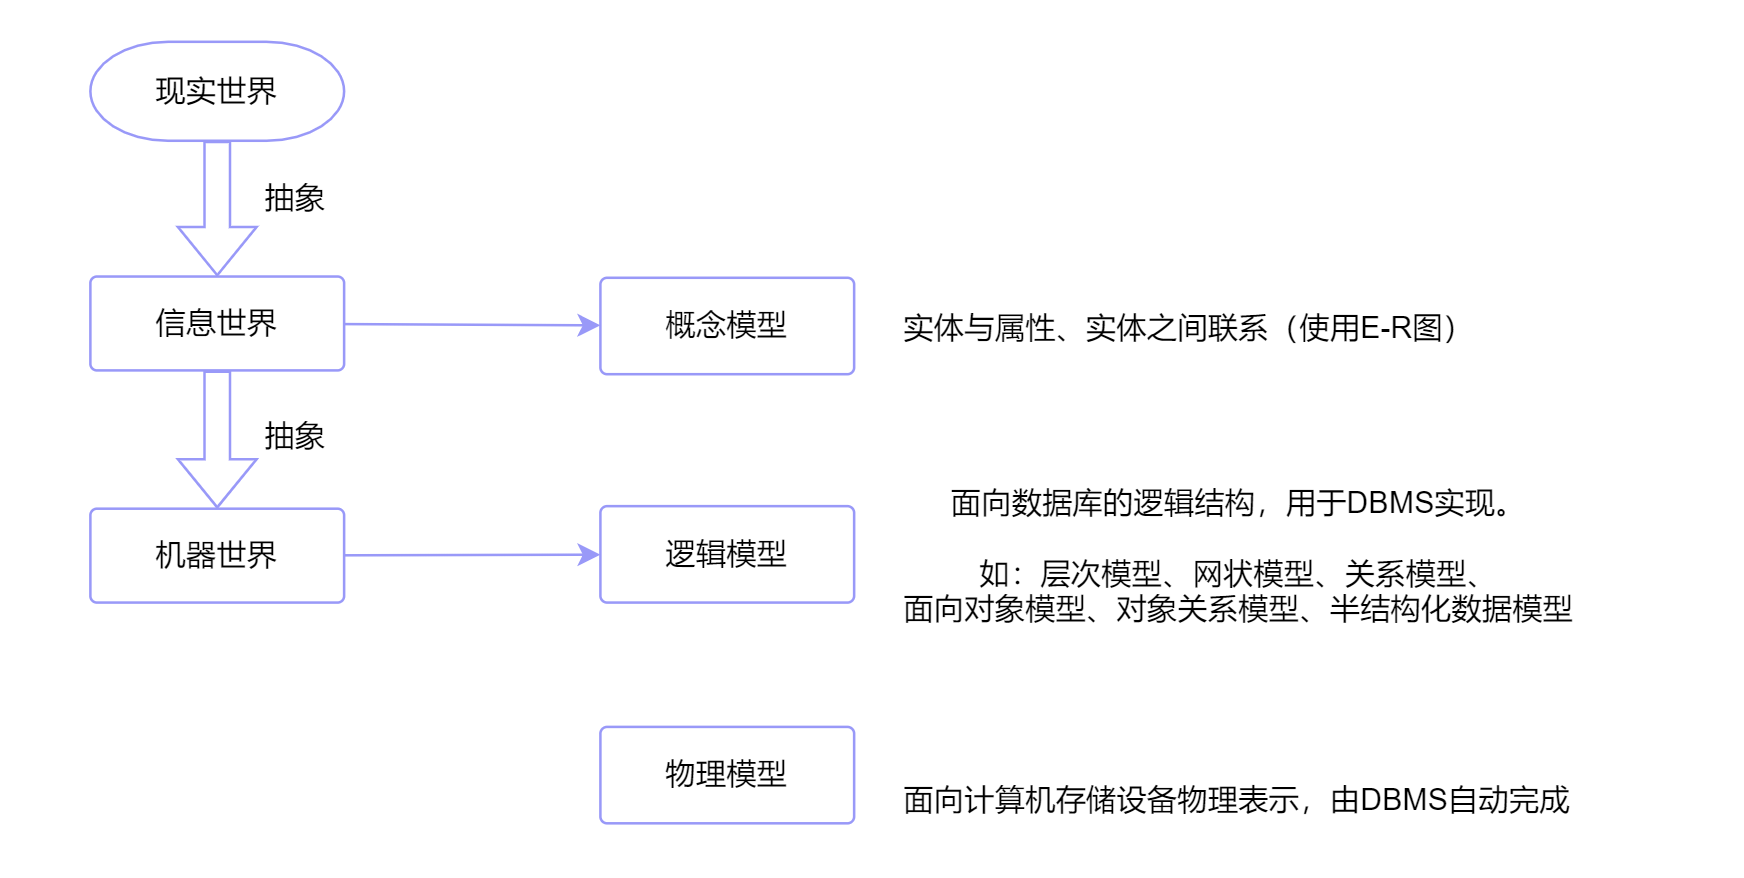 现实世界
抽象
信息世界
概念模型
实体与属性、实体之间联系（使用E-R图）
抽象
机器世界
逻辑模型
面向数据库的逻辑结构，用于DBMS实现。
如：层次模型、网状模型、关系模型、
面向对象模型、对象关系模型、半结构化数据模型
物理模型
面向计算机存储设备物理表示，由DBMS自动完成